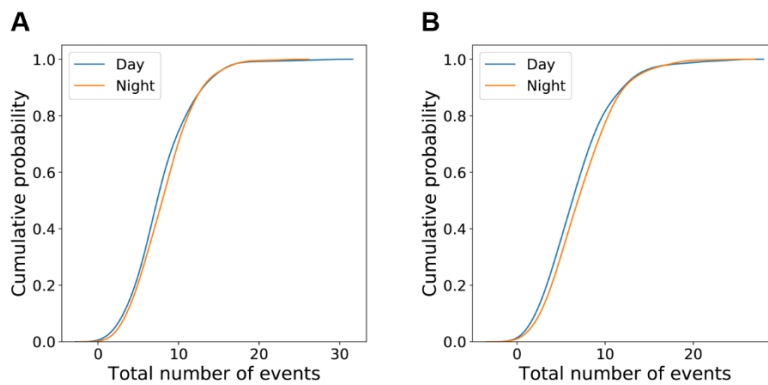 A
B
Day
Night
Day
Night
1.0
0.8
0.6
0.4
0.2
0.0
Cumulative probability
0 10 20 30
Total number of events
1.0
0.8
0.6
0.4
0.2
0.0
Cumulative probability
0 10 20
Total number of events